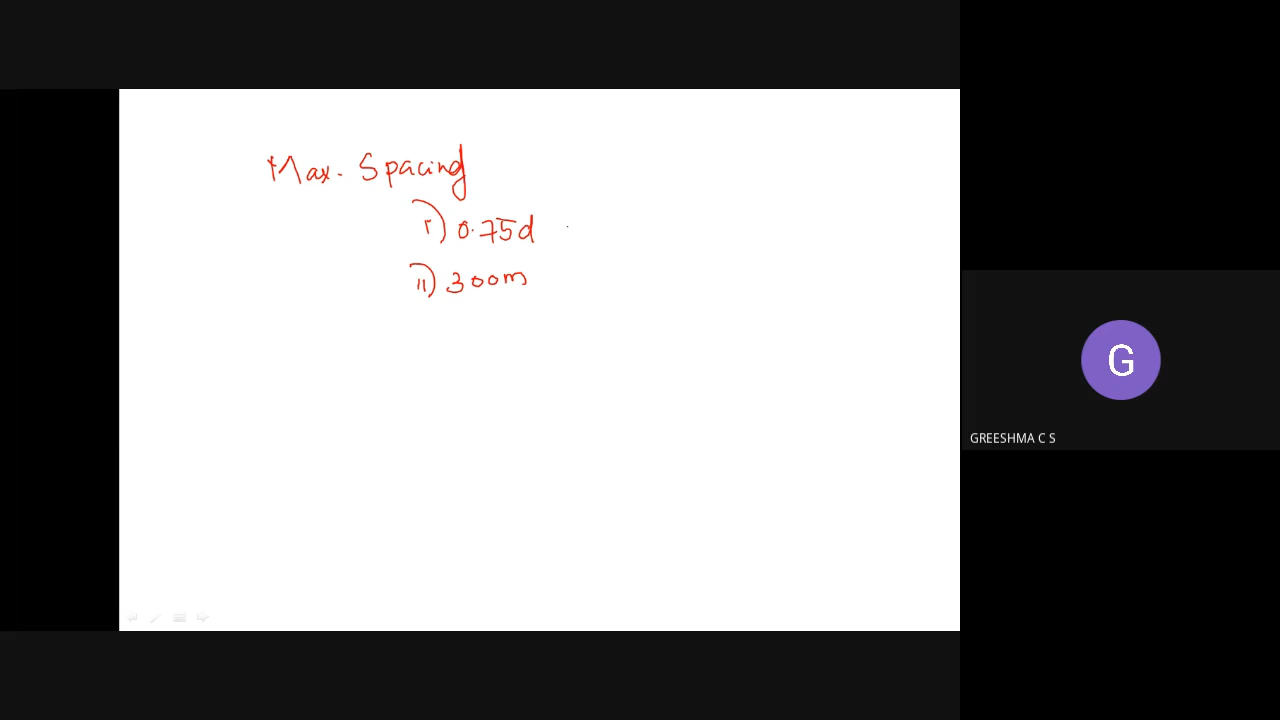 Max. Spacing
i) 0.75d
ii) 300m
G
GREESHMA C S